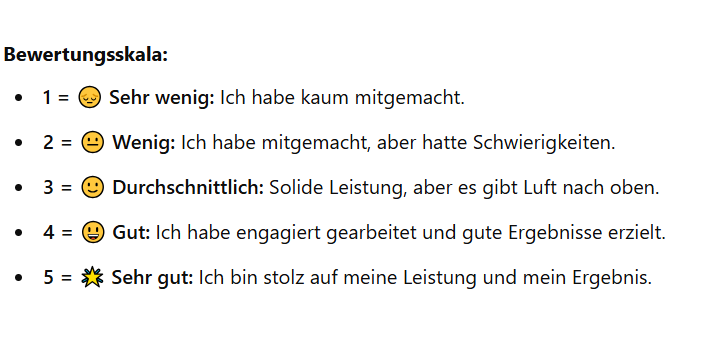 Bewertungsskala:
• 1 = 😔 Sehr wenig: Ich habe kaum mitgemacht.
• 2 = 😐 Wenig: Ich habe mitgemacht, aber hatte Schwierigkeiten.
• 3 = 🙂 Durchschnittlich: Solide Leistung, aber es gibt Luft nach oben.
• 4 = 😃 Gut: Ich habe engagiert gearbeitet und gute Ergebnisse erzielt.
• 5 = 🌟 Sehr gut: Ich bin stolz auf meine Leistung und mein Ergebnis.